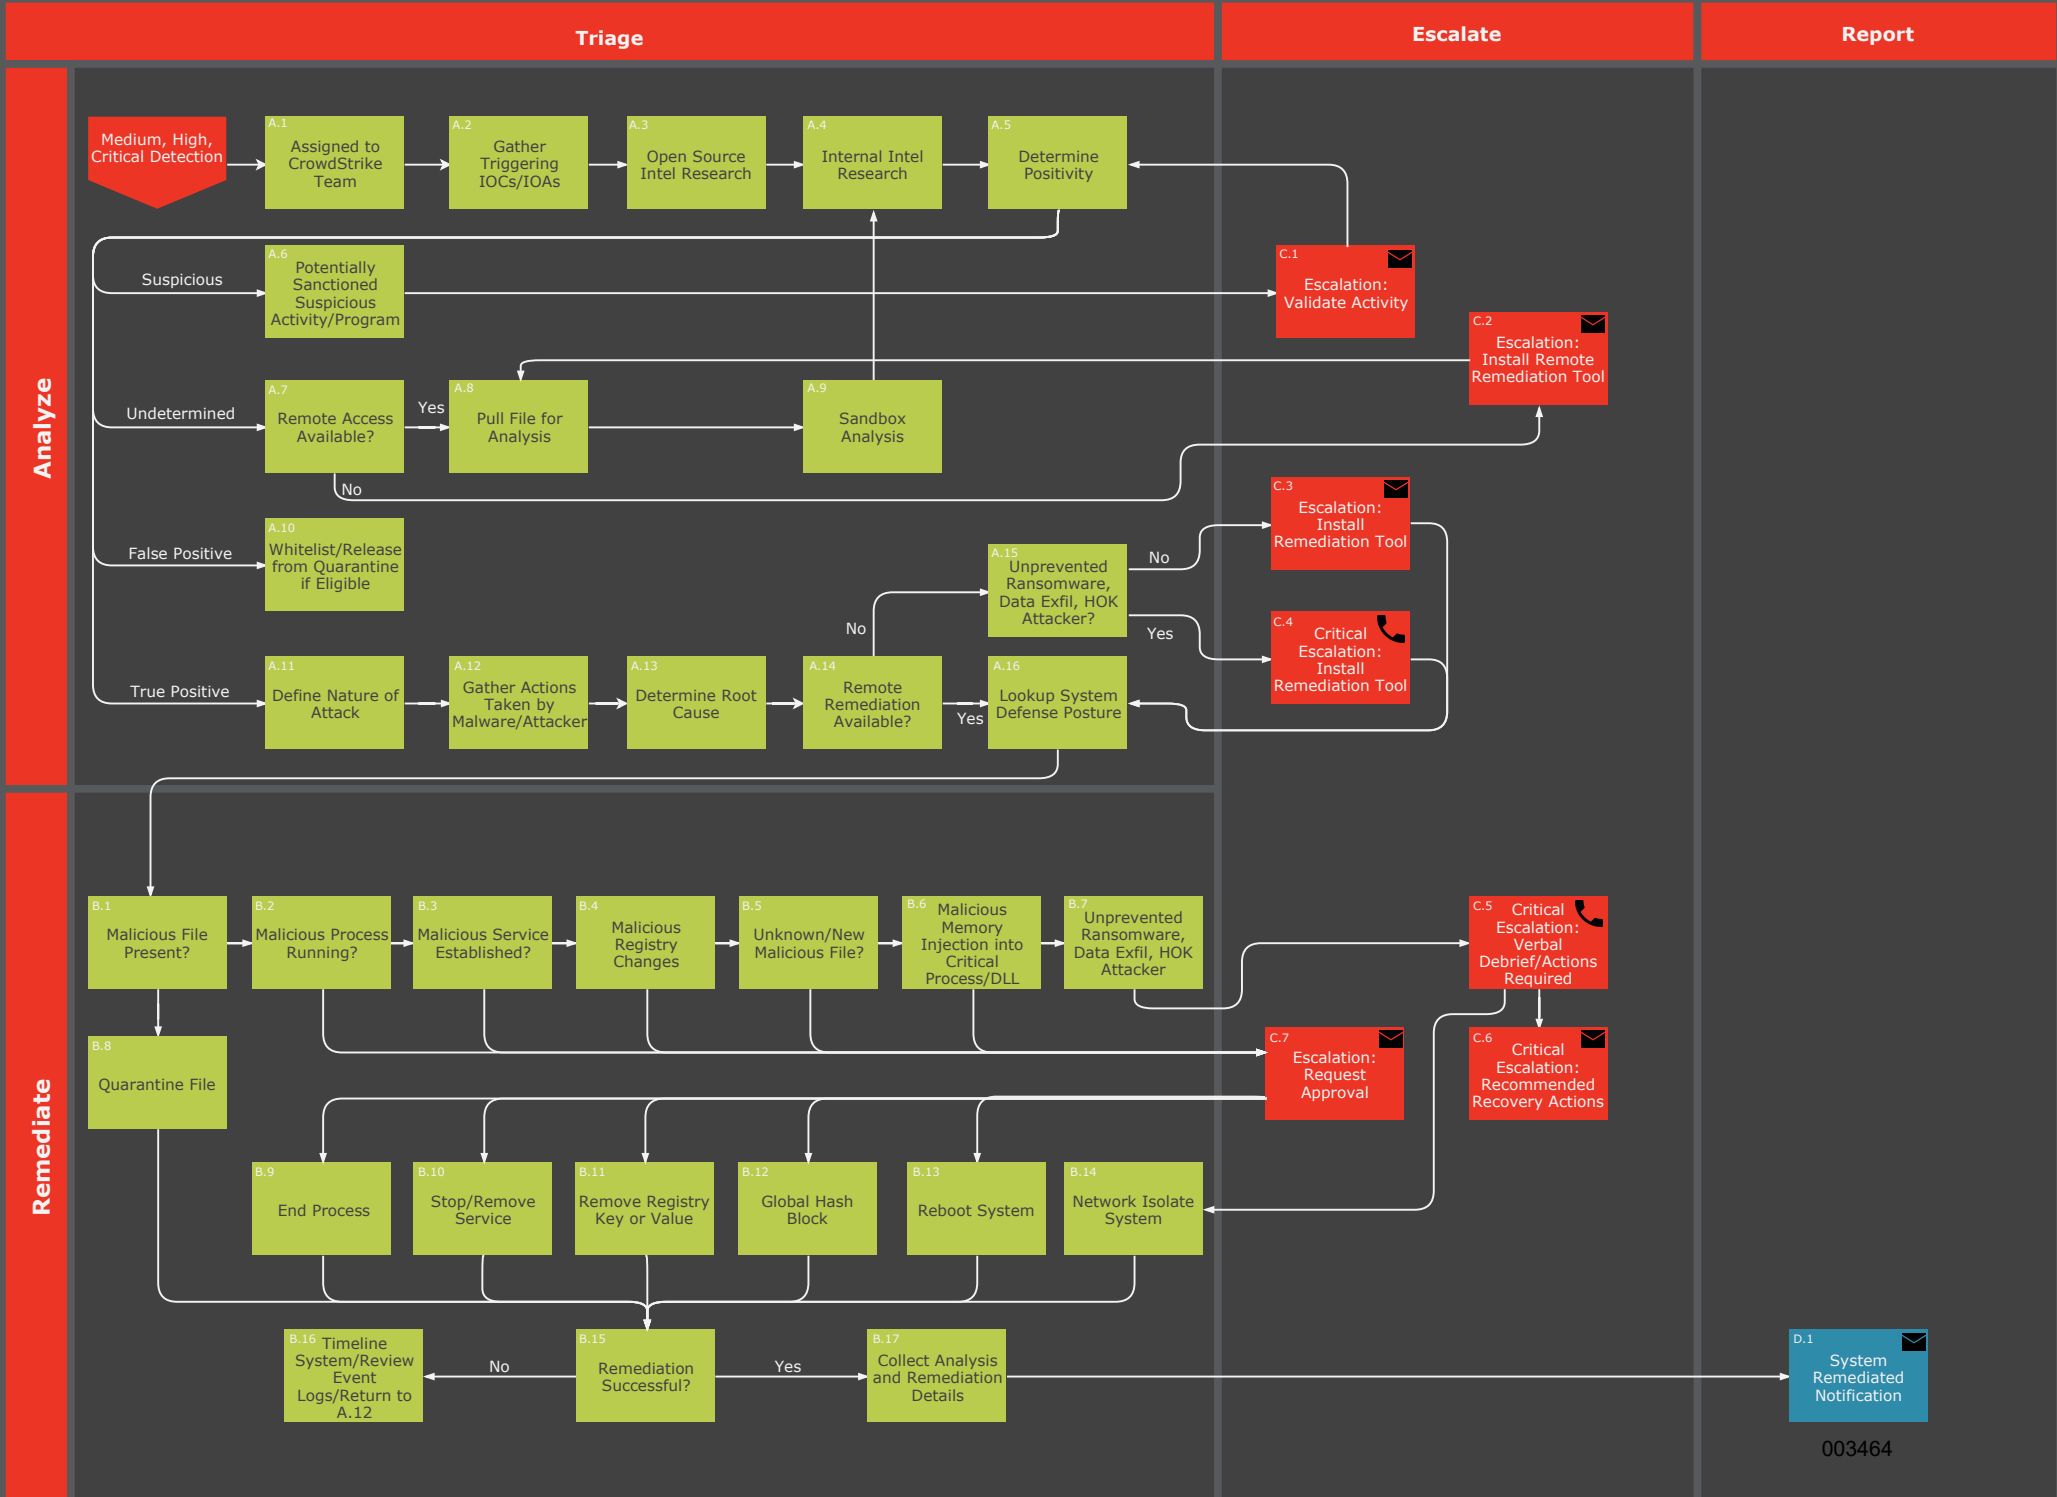 Triage
Escalate
Report
Analyze
Medium, High,
Critical Detection
A.1
Assigned to
CrowdStrike
Team
A.2
Gather
Triggering
IOCs/IOAs
A.3
Open Source
Intel Research
A.4
Internal Intel
Research
A.5
Determine
Positivity
Suspicious
A.6
Potentially
Sanctioned
Suspicious
Activity/Program
C.1
Escalation:
Validate Activity
C.2
Escalation:
Install Remote
Remediation Tool
Undetermined
A.7
Remote Access
Available?
Yes
No
A.8
Pull File for
Analysis
A.9
Sandbox
Analysis
False Positive
A.10
Whitelist/Release
from Quarantine
if Eligible
A.15
Unprevented
Ransomware,
Data Exfil, HOK
Attacker?
No
Yes
C.3
Escalation:
Install
Remediation Tool
C.4
Critical
Escalation:
Install
Remediation Tool
True Positive
A.11
Define Nature of
Attack
A.12
Gather Actions
Taken by
Malware/Attacker
A.13
Determine Root
Cause
A.14
Remote
Remediation
Available?
No
Yes
A.16
Lookup System
Defense Posture
Remediate
B.1
Malicious File
Present?
B.2
Malicious Process
Running?
B.3
Malicious Service
Established?
B.4
Malicious
Registry
Changes
B.5
Unknown/New
Malicious File?
B.6
Malicious
Memory
Injection into
Critical
Process/DLL
B.7
Unprevented
Ransomware,
Data Exfil, HOK
Attacker
C.5
Critical
Escalation:
Verbal
Debrief/Actions
Required
B.8
Quarantine File
C.7
Escalation:
Request
Approval
C.6
Critical
Escalation:
Recommended
Recovery Actions
B.9
End Process
B.10
Stop/Remove
Service
B.11
Remove Registry
Key or Value
B.12
Global Hash
Block
B.13
Reboot System
B.14
Network Isolate
System
B.16
Timeline
System/Review
Event
Logs/Return to
A.12
No
B.15
Remediation
Successful?
Yes
B.17
Collect Analysis
and Remediation
Details
D.1
System
Remediated
Notification
003464